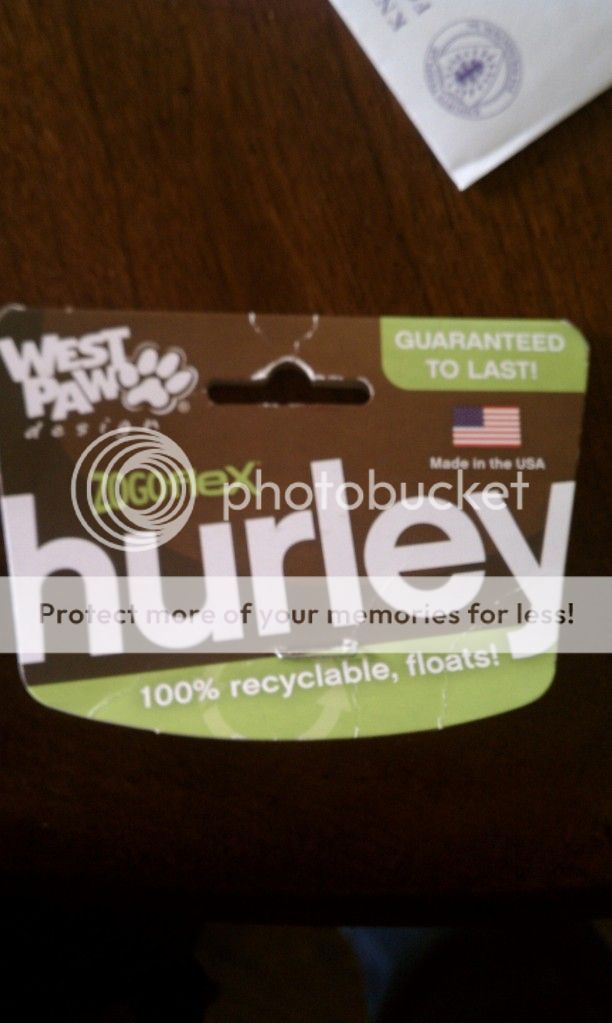 WEST
PAW
design®
GUARANTEED
TO LAST!
Made in the USA
ZOGOFLEX
photobucket
hurley
Protect more of your memories for less!
100% recyclable, floats!